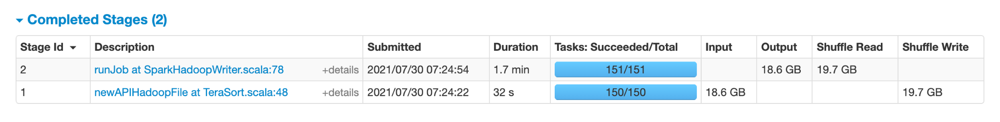 Completed Stages (2)
Stage Id Description Submitted Duration Tasks: Succeeded/Total Input Output Shuffle Read Shuffle Write
2 runJob at SparkHadoopWriter.scala:78 +details 2021/07/30 07:24:54 1.7 min 151/151 18.6 GB 19.7 GB
1 newAPIHadoopFile at TeraSort.scala:48 +details 2021/07/30 07:24:22 32 s 150/150 18.6 GB 19.7 GB